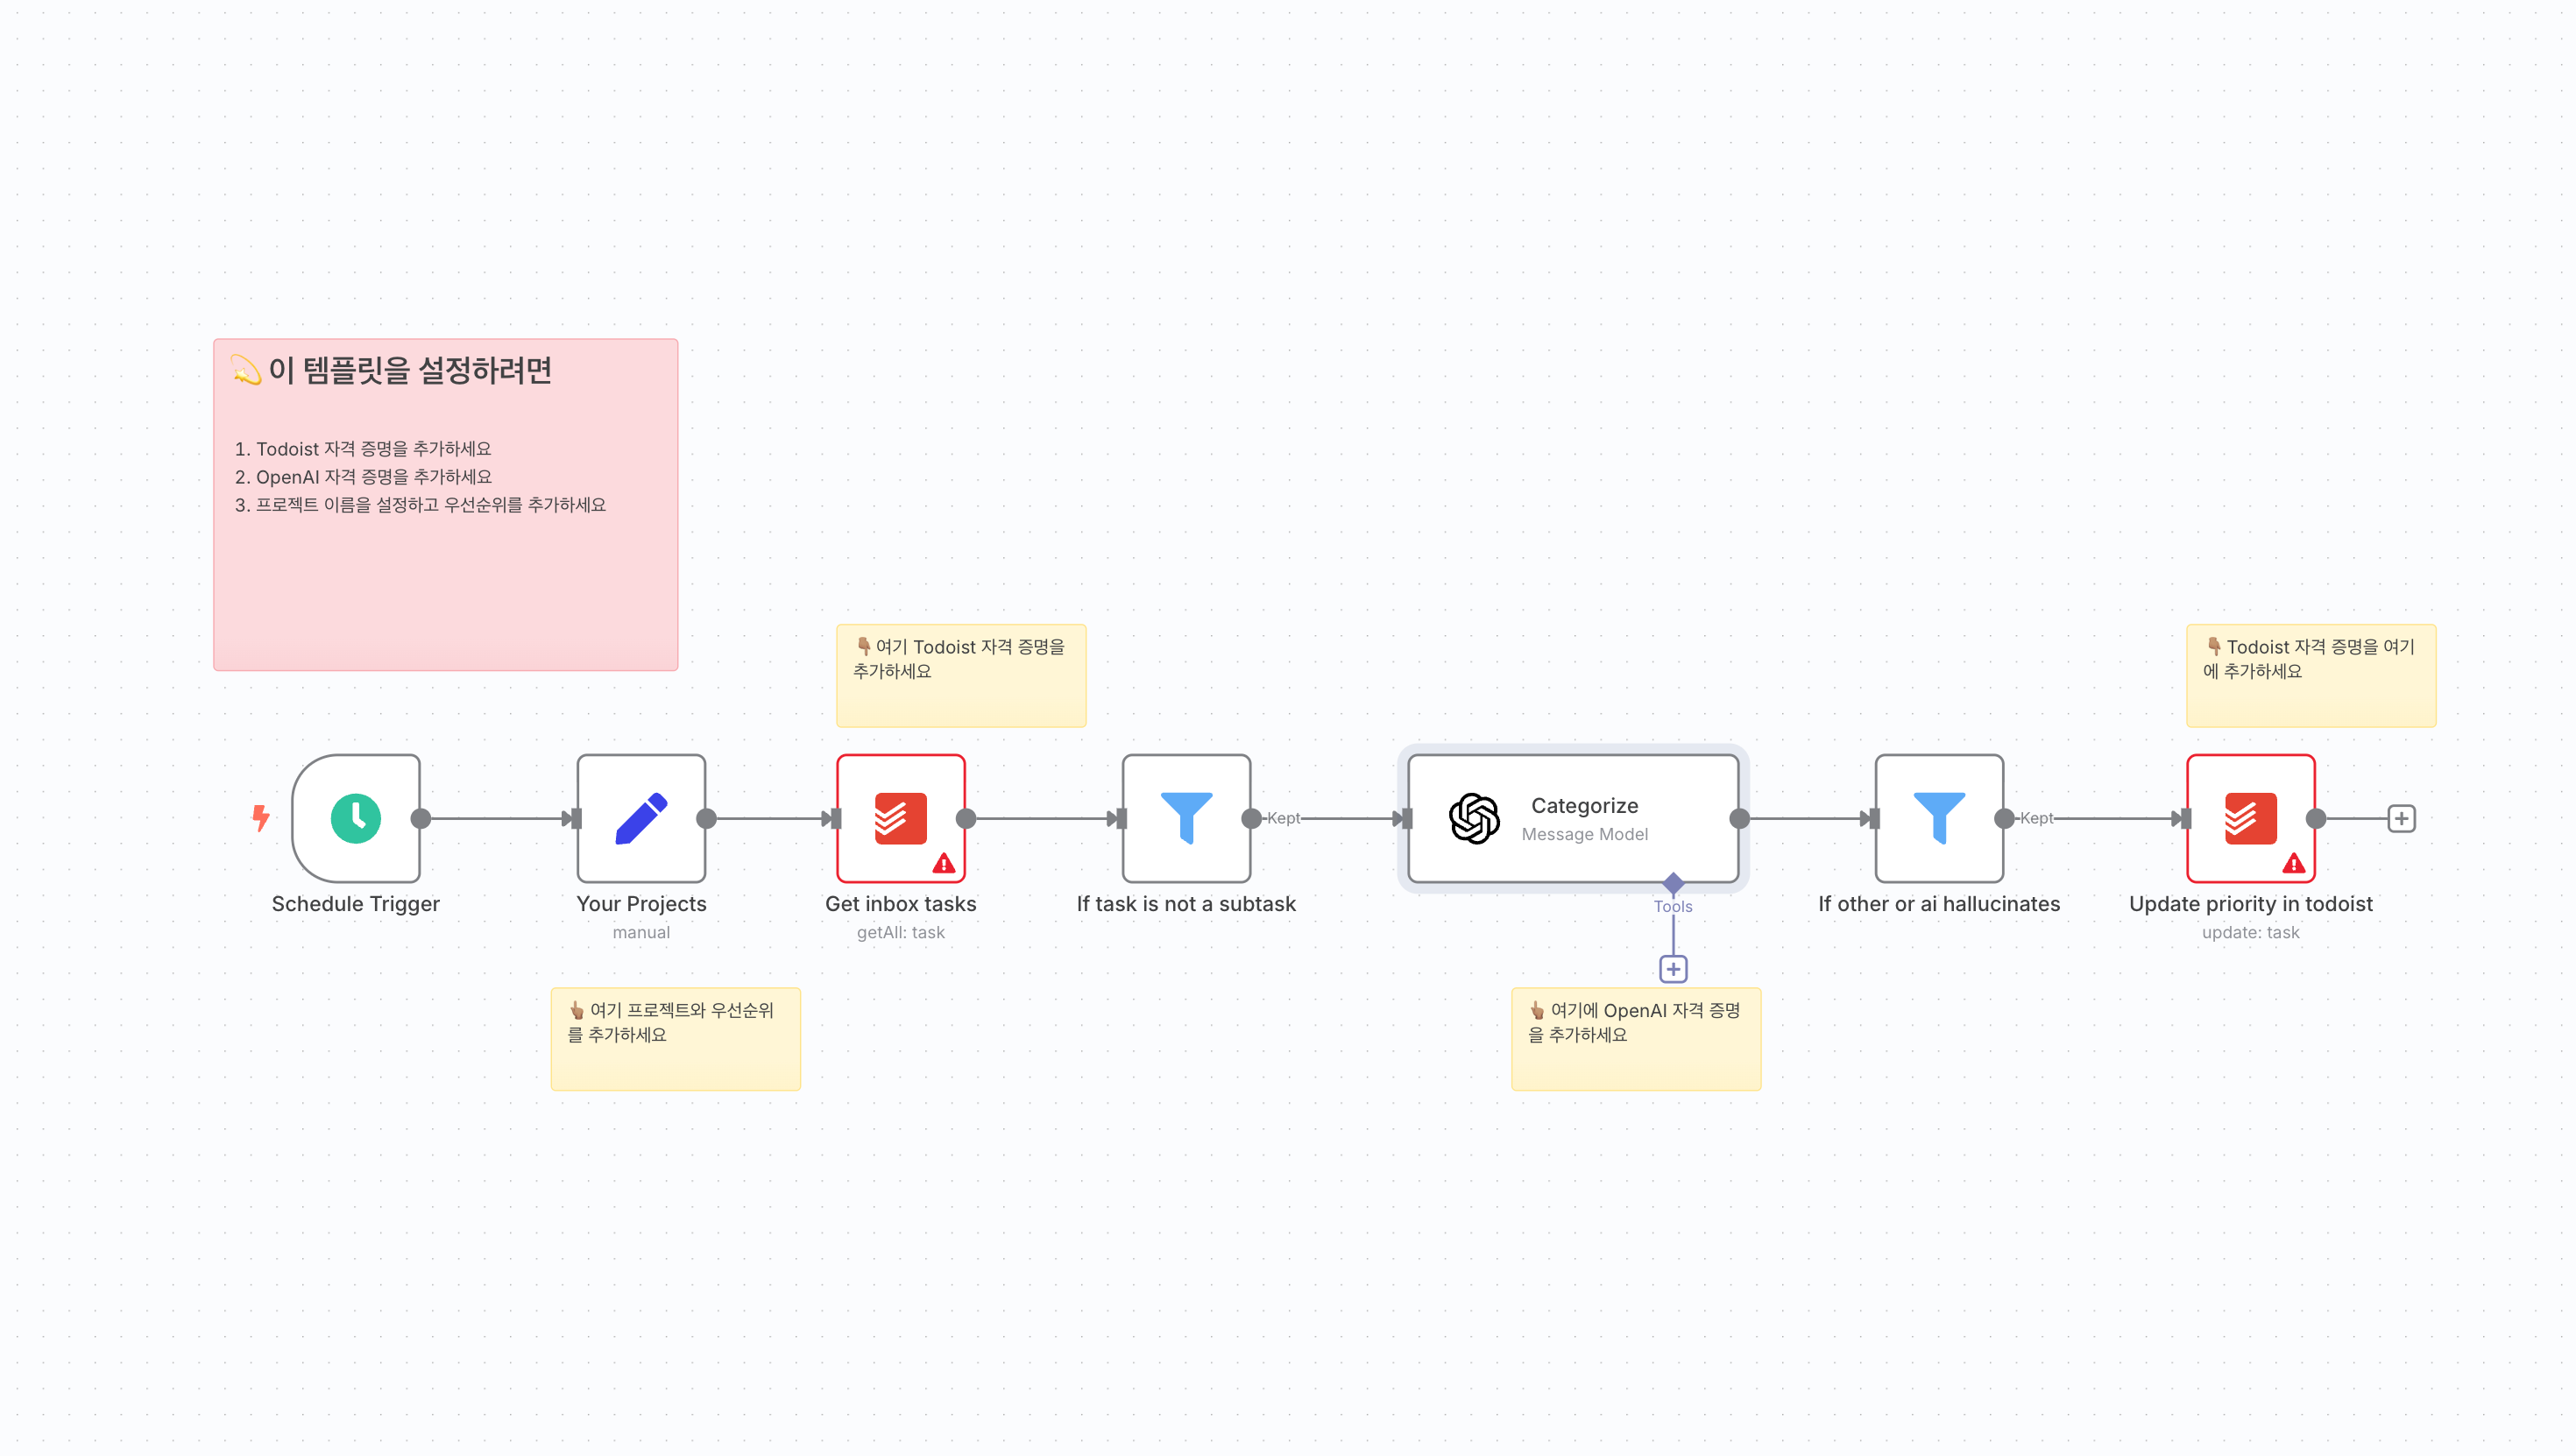 💫 이 템플릿을 설정하려면
1. Todoist 자격 증명을 추가하세요
2. OpenAI 자격 증명을 추가하세요
3. 프로젝트 이름을 설정하고 우선순위를 추가하세요
👇🏽 여기 Todoist 자격 증명을
추가하세요
👇🏽 Todoist 자격 증명을 여기
에 추가하세요
Schedule Trigger
Your Projects
manual
Get inbox tasks
getAll: task
If task is not a subtask
Kept
Categorize
Message Model
Tools
If other or ai hallucinates
Kept
Update priority in todoist
update: task
👆🏽 여기 프로젝트와 우선순위
를 추가하세요
👆🏽 여기에 OpenAI 자격 증명
을 추가하세요